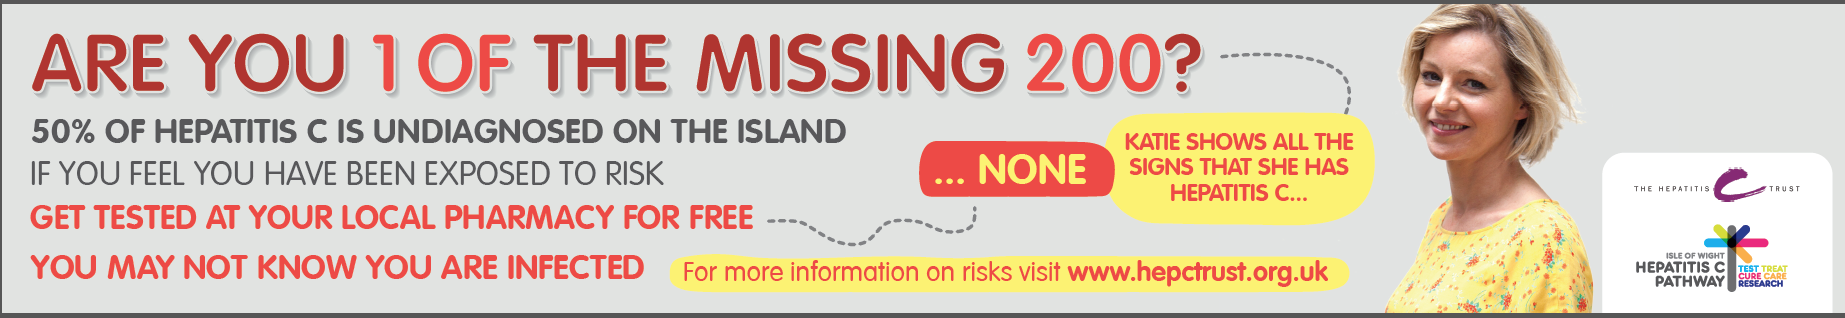 ARE YOU 1 OF THE MISSING 200?
50% OF HEPATITIS C IS UNDIAGNOSED ON THE ISLAND
IF YOU FEEL YOU HAVE BEEN EXPOSED TO RISK
GET TESTED AT YOUR LOCAL PHARMACY FOR FREE
YOU MAY NOT KNOW YOU ARE INFECTED
For more information on risks visit www.hepctrust.org.uk
KATIE SHOWS ALL THE
SIGNS THAT SHE HAS
HEPATITIS C...
... NONE
THE HEPATITIS C TRUST
ISLE OF WIGHT
HEPATITIS C
PATHWAY
TEST TREAT
CURE CARE
RESEARCH